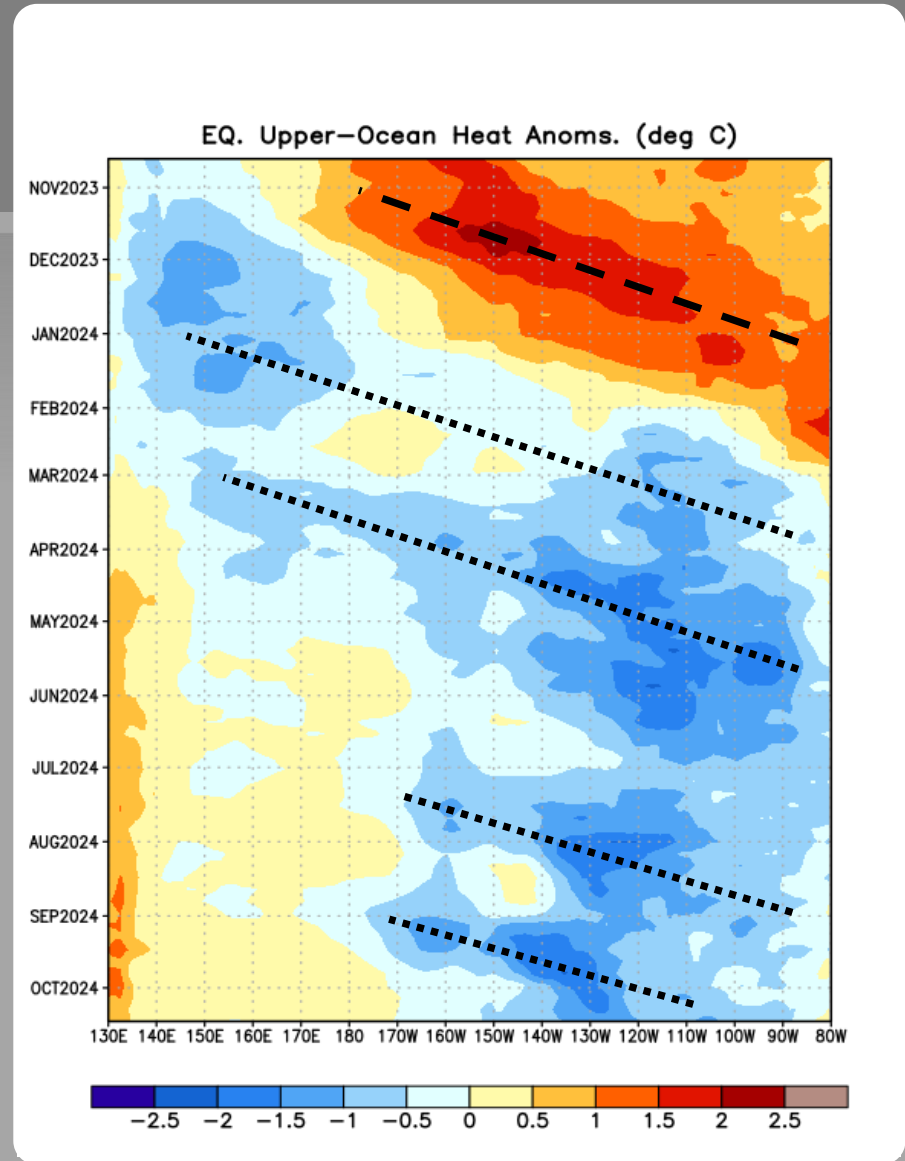 EQ. Upper-Ocean Heat Anoms. (deg C)
NOV2023
DEC2023
JAN2024
FEB2024
MAR2024
APR2024
MAY2024
JUN2024
JUL2024
AUG2024
SEP2024
OCT2024
130E 140E 150E 160E 170E 180 170W 160W 150W 140W 130W 120W 110W 100W 90W 80W
-2.5 -2 -1.5 -1 -0.5 0 0.5 1 1.5 2 2.5